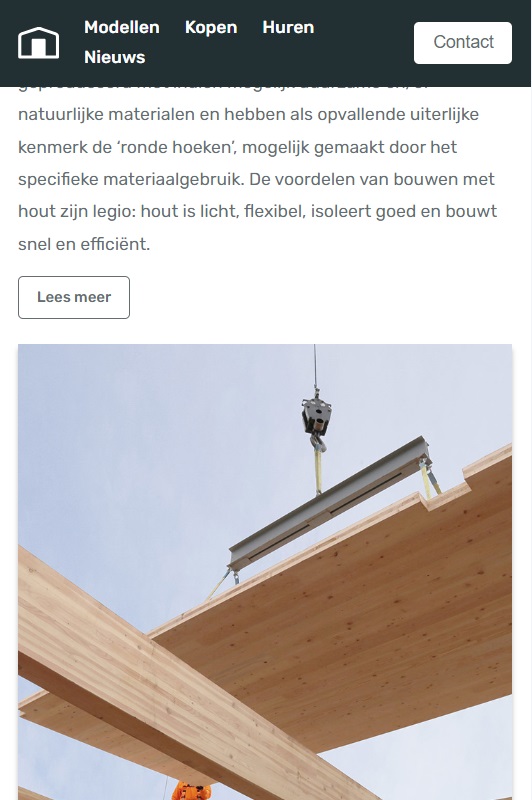 Modellen Kopen Huren
Nieuws
Contact
natuurlijke materialen en hebben als opvallende uiterlijke
kenmerk de ‘ronde hoeken’, mogelijk gemaakt door het
specifieke materiaalgebruik. De voordelen van bouwen met
hout zijn legio: hout is licht, flexibel, isoleert goed en bouwt
snel en efficiënt.
Lees meer